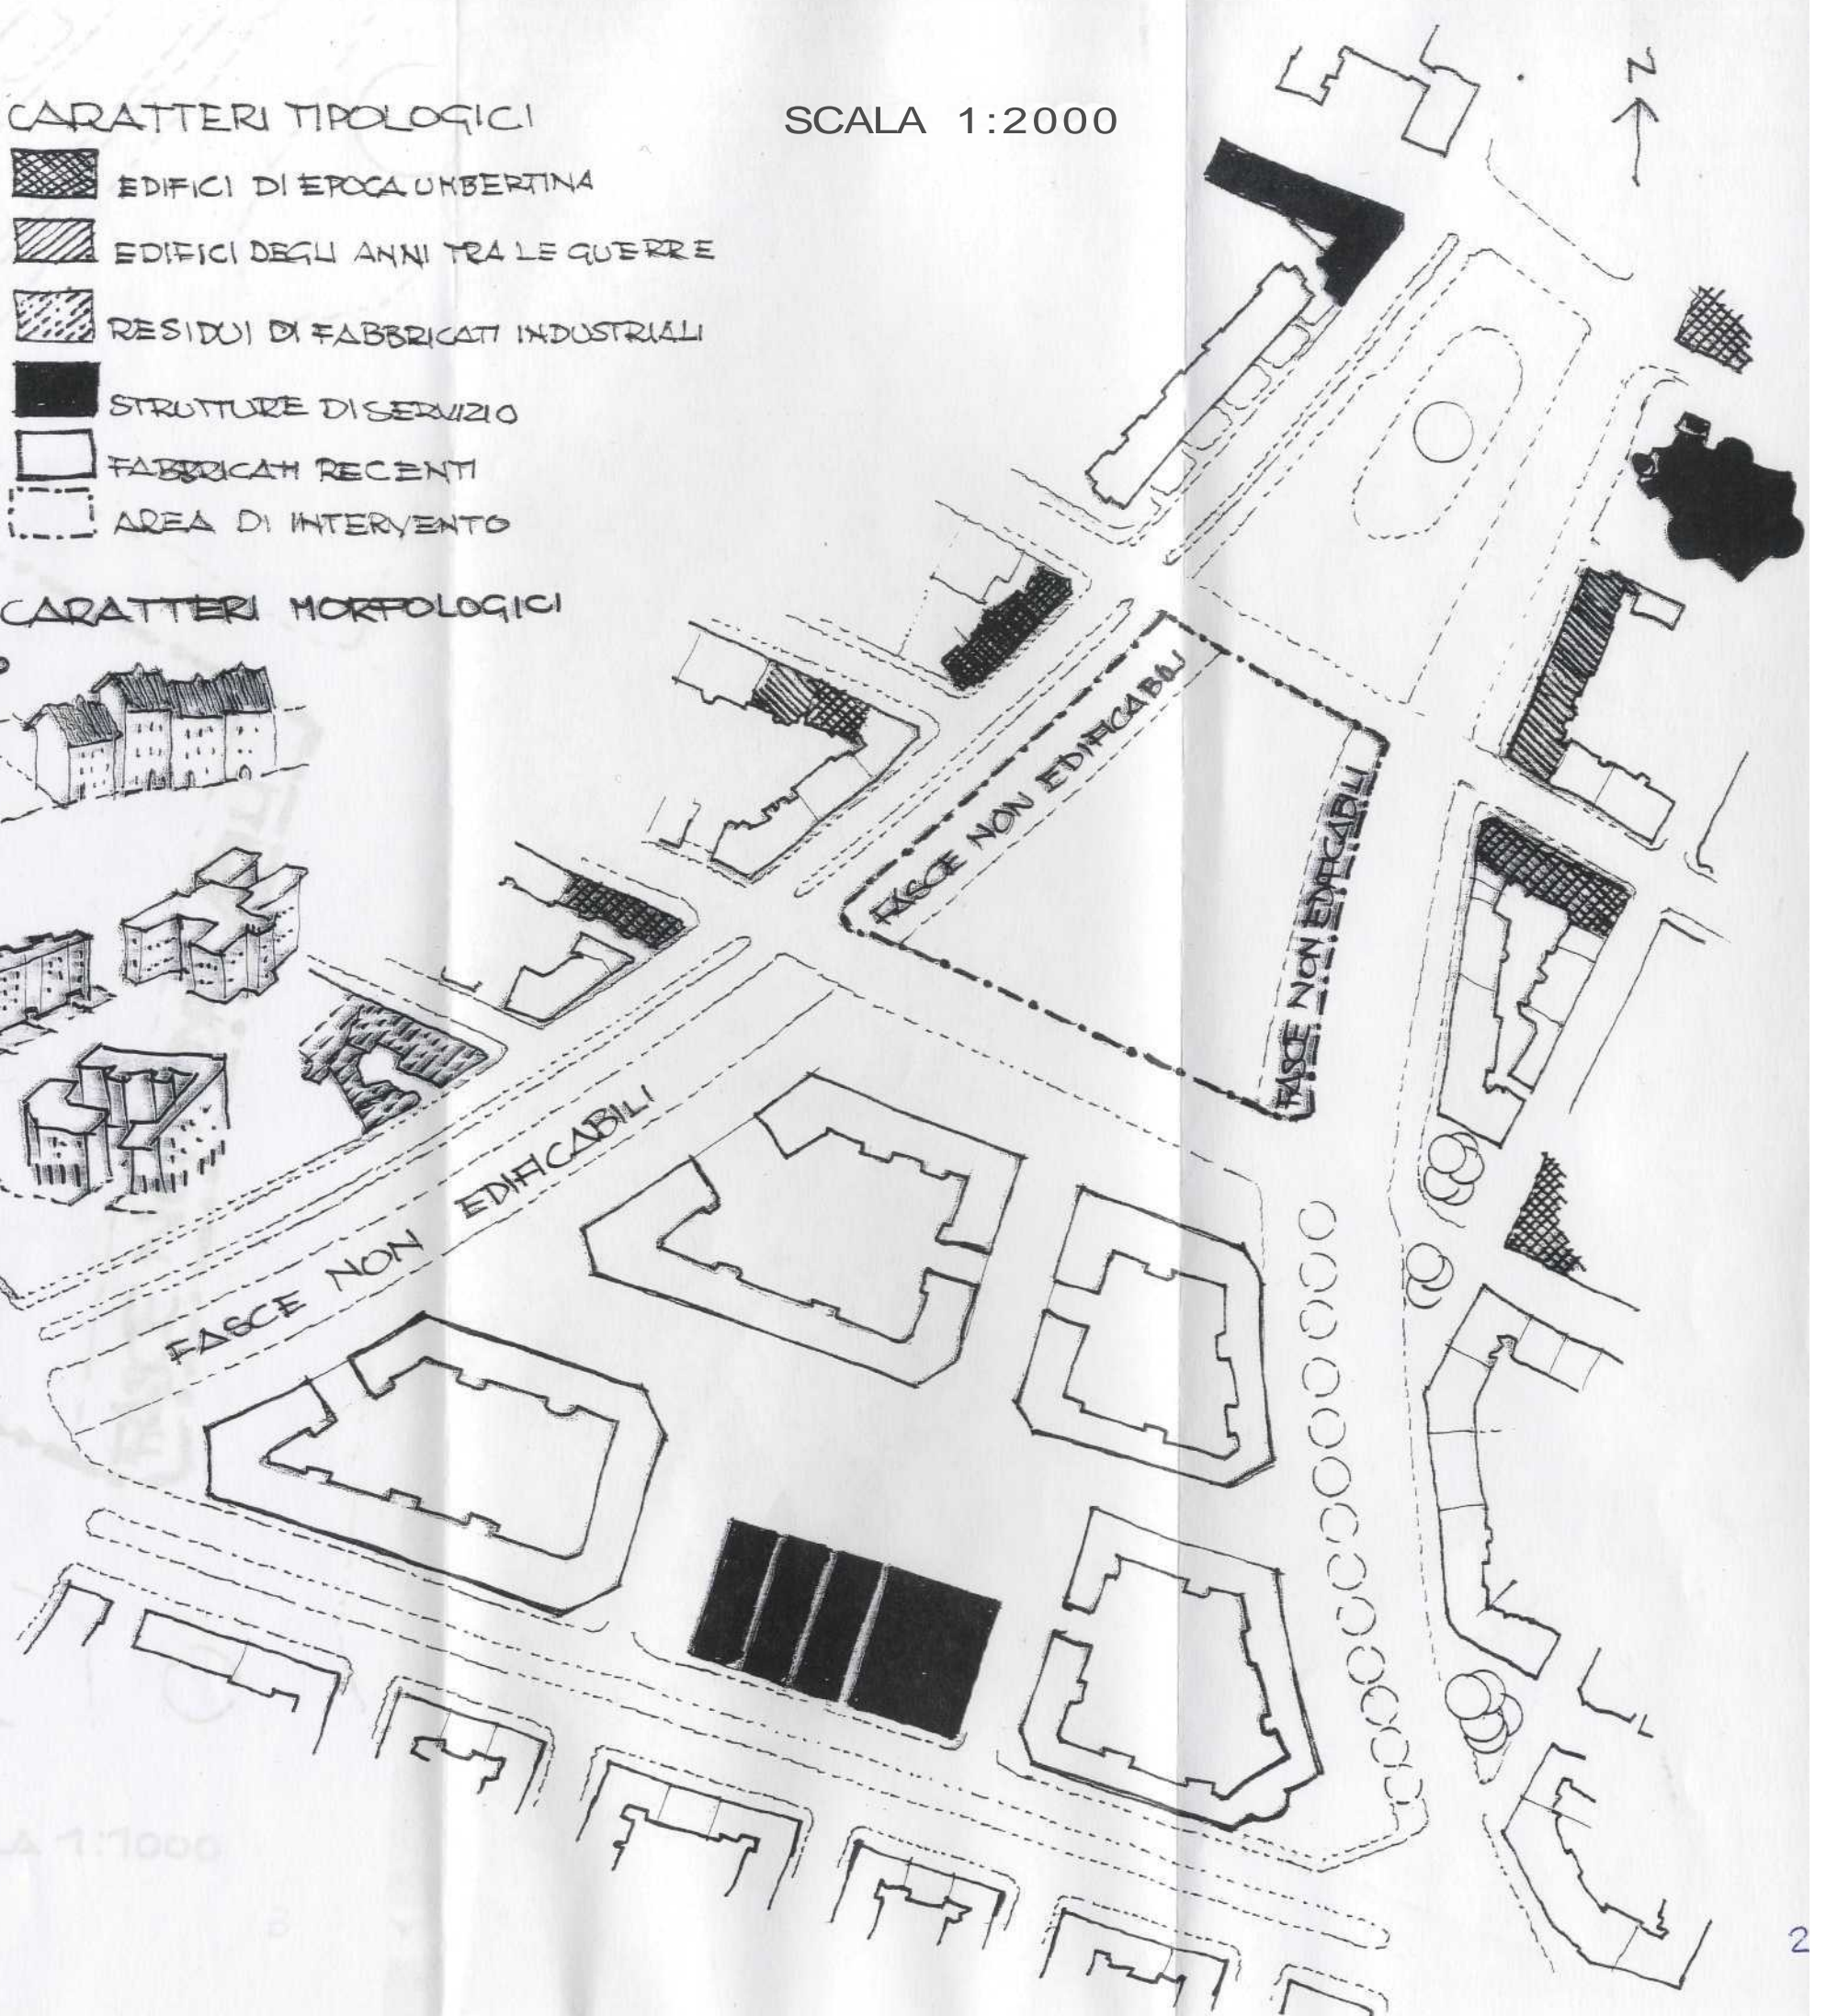 CARATTERI TIPOLOGICI
SCALA 1:2000
N
EDIFICI DI EPOCA UMBERTINA
EDIFICI DEGLI ANNI TRA LE GUERRE
RESIDUI DI FABBRICATI INDUSTRIALI
STRUTTURE DI SERVIZIO
FABBRICATI RECENTI
AREA DI INTERVENTO
CARATTERI MORFOLOGICI
FASCE NON EDIFICABILI
FASCE NON EDIFICABILI
FASCE NON EDIFICABILI
1:1000
2